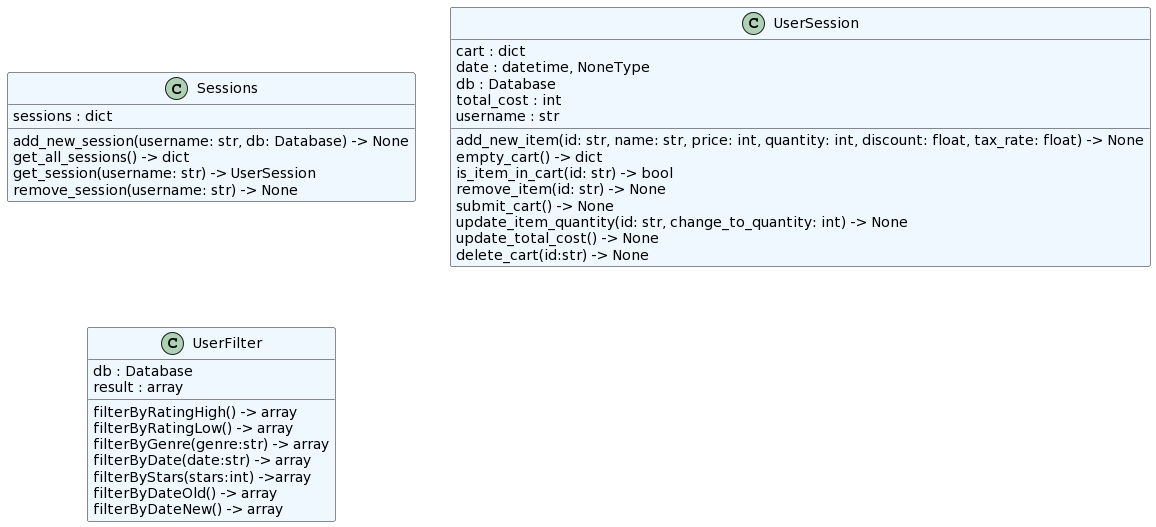 C Sessions
sessions : dict
add_new_session(username: str, db: Database) -> None
get_all_sessions() -> dict
get_session(username: str) -> UserSession
remove_session(username: str) -> None
C UserSession
cart : dict
date : datetime, NoneType
db : Database
total_cost : int
username : str
add_new_item(id: str, name: str, price: int, quantity: int, discount: float, tax_rate: float) -> None
empty_cart() -> dict
is_item_in_cart(id: str) -> bool
remove_item(id: str) -> None
submit_cart() -> None
update_item_quantity(id: str, change_to_quantity: int) -> None
update_total_cost() -> None
delete_cart(id:str) -> None
C UserFilter
db : Database
result : array
filterByRatingHigh() -> array
filterByRatingLow() -> array
filterByGenre(genre:str) -> array
filterByDate(date:str) -> array
filterByStars(stars:int) ->array
filterByDateOld() -> array
filterByDateNew() -> array